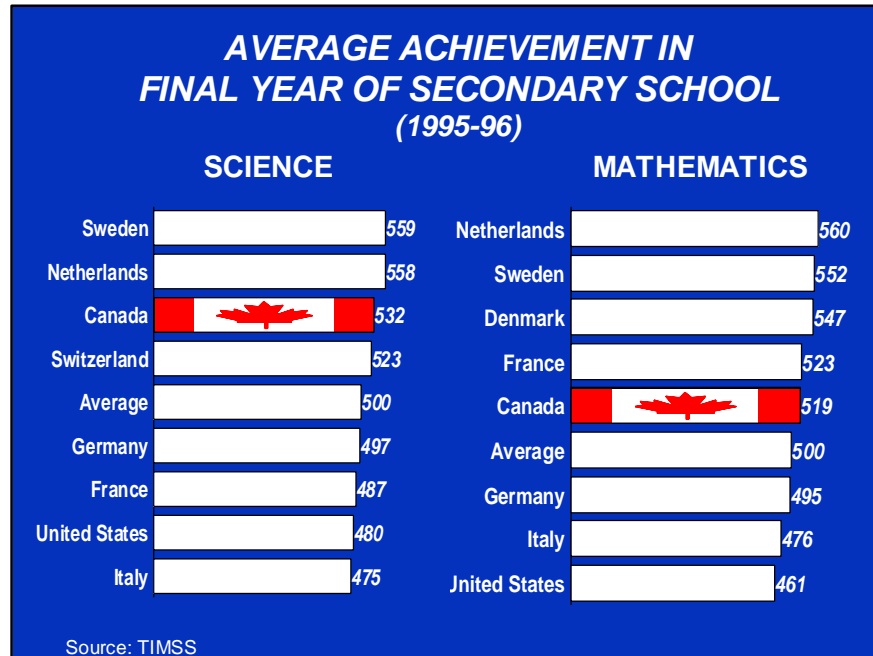 AVERAGE ACHIEVEMENT IN
FINAL YEAR OF SECONDARY SCHOOL
(1995-96)
SCIENCE
Sweden 559
Netherlands 558
Canada 532
Switzerland 523
Average 500
Germany 497
France 487
United States 480
Italy 475
MATHEMATICS
Netherlands 560
Sweden 552
Denmark 547
France 523
Canada 519
Average 500
Germany 495
Italy 476
United States 461
Source: TIMSS